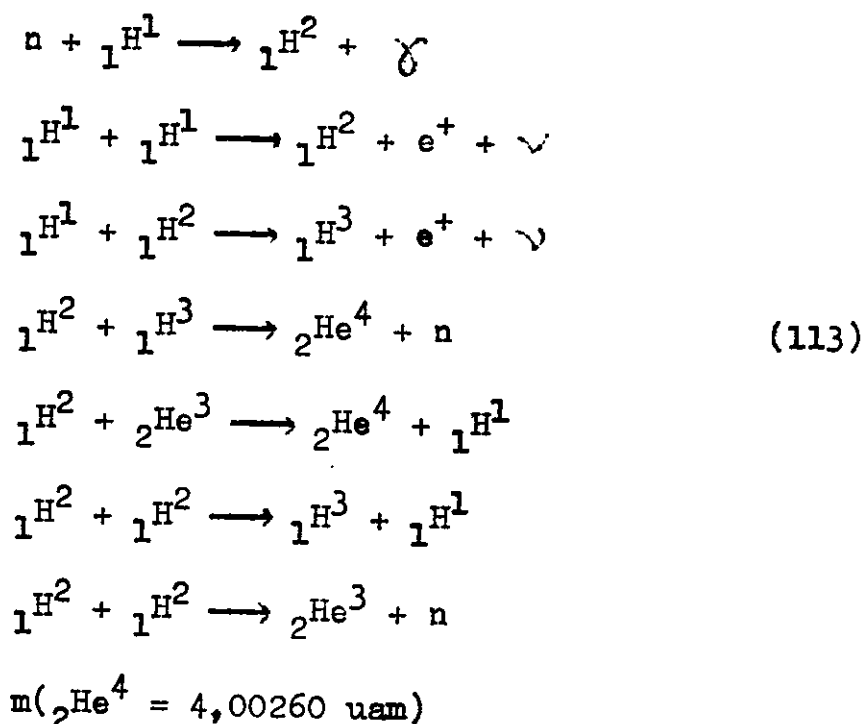 n + ₁H¹ ⟶ ₁H² + γ
₁H¹ + ₁H¹ ⟶ ₁H² + e⁺ + ν
₁H¹ + ₁H² ⟶ ₁H³ + e⁺ + ν
₁H² + ₁H³ ⟶ ₂He⁴ + n (113)
₁H² + ₂He³ ⟶ ₂He⁴ + ₁H¹
₁H² + ₁H² ⟶ ₁H³ + ₁H¹
₁H² + ₁H² ⟶ ₂He³ + n
m(₂He⁴ = 4,00260 uam)